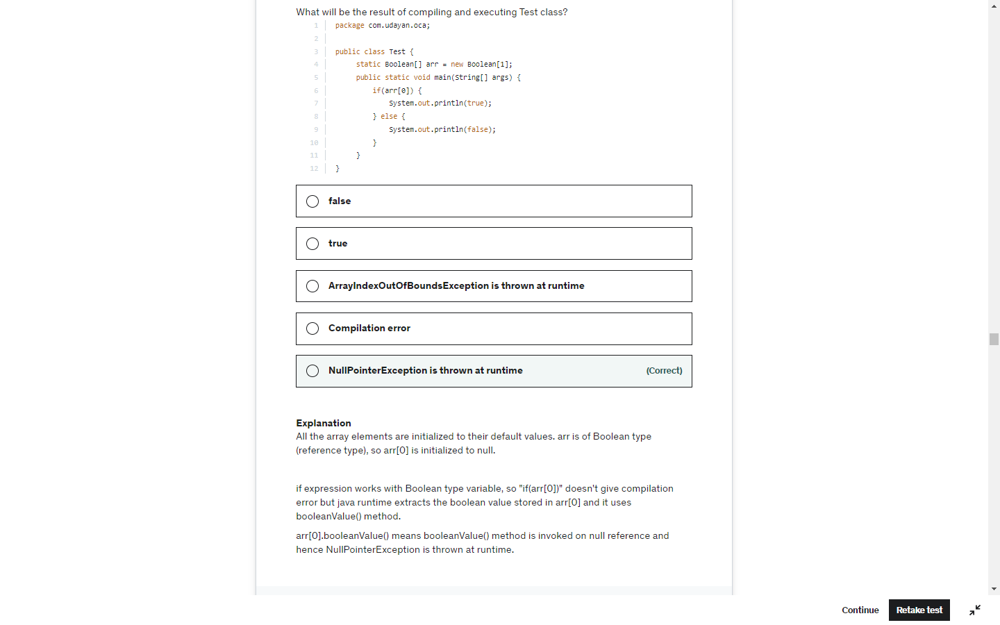 What will be the result of compiling and executing Test class?
1 package com.udayan.oca;
2
3 public class Test {
4 static Boolean[] arr = new Boolean[1];
5 public static void main(String[] args) {
6 if(arr[0]) {
7 System.out.println(true);
8 } else {
9 System.out.println(false);
10 }
11 }
12 }
false
true
ArrayIndexOutOfBoundsException is thrown at runtime
Compilation error
NullPointerException is thrown at runtime (Correct)
Explanation
All the array elements are initialized to their default values. arr is of Boolean type
(reference type), so arr[0] is initialized to null.
if expression works with Boolean type variable, so "if(arr[0])" doesn't give compilation
error but java runtime extracts the boolean value stored in arr[0] and it uses
booleanValue() method.
arr[0].booleanValue() means booleanValue() method is invoked on null reference and
hence NullPointerException is thrown at runtime.
Continue Retake test